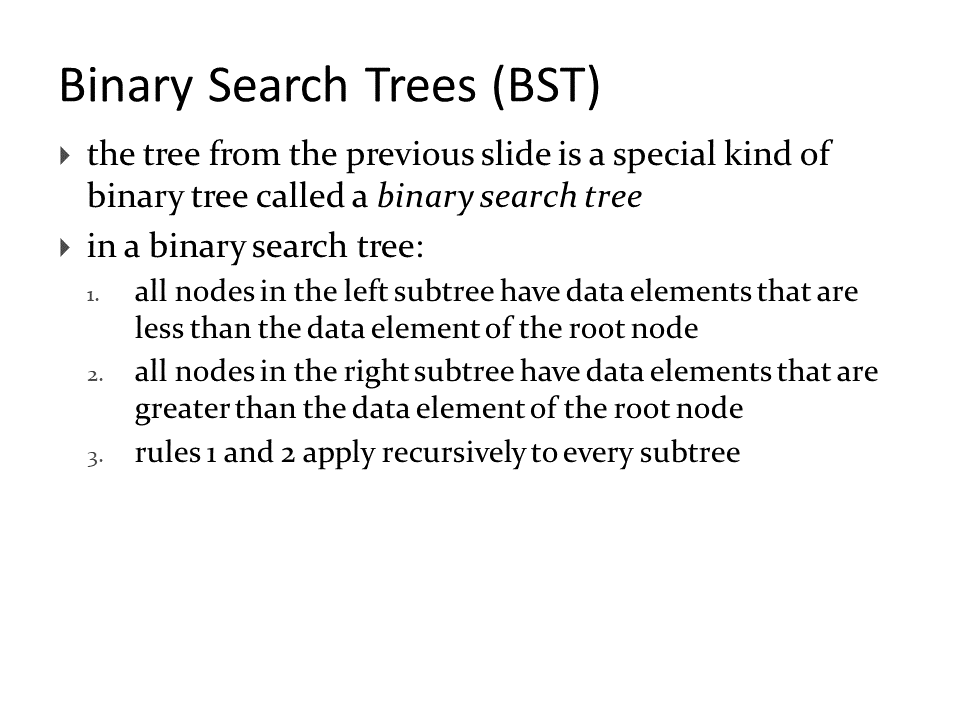 Binary Search Trees (BST)
the tree from the previous slide is a special kind of
binary tree called a binary search tree
in a binary search tree:
1. all nodes in the left subtree have data elements that are
less than the data element of the root node
2. all nodes in the right subtree have data elements that are
greater than the data element of the root node
3. rules 1 and 2 apply recursively to every subtree